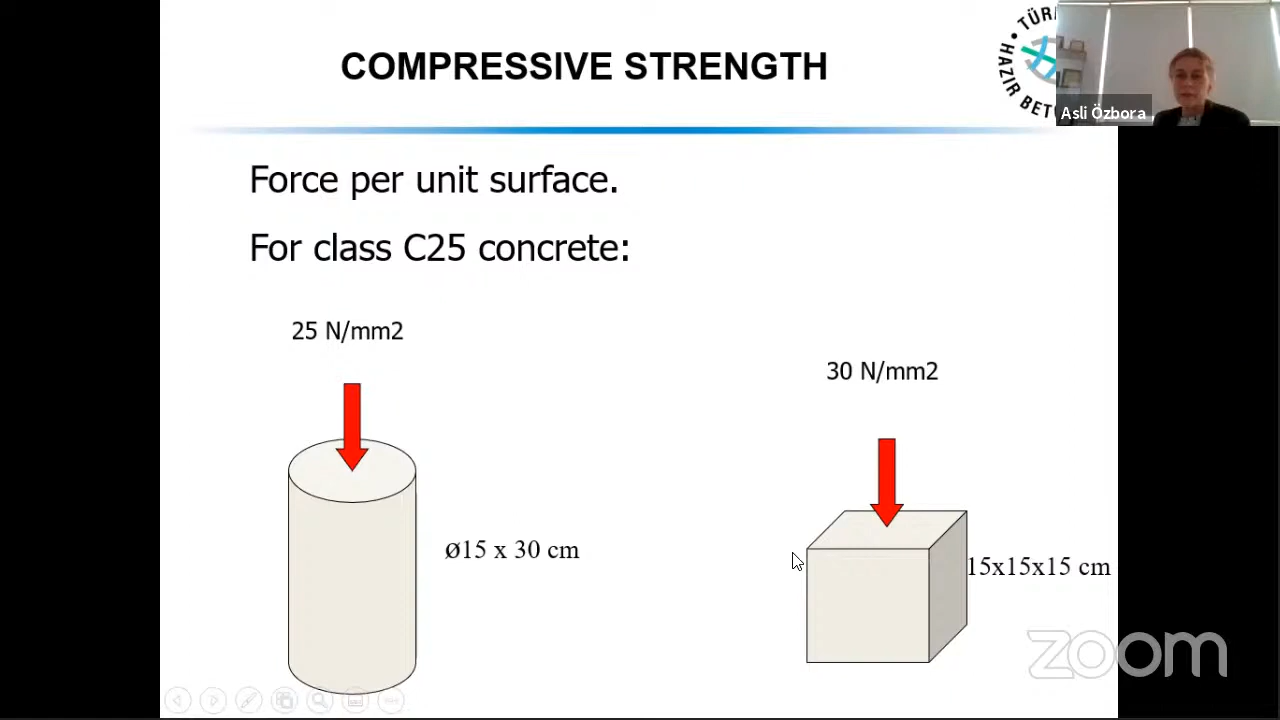 COMPRESSIVE STRENGTH
HAZIR
Asli Özbora
Force per unit surface.
For class C25 concrete:
25 N/mm2
30 N/mm2
ø15 x 30 cm
15x15x15 cm
zoom